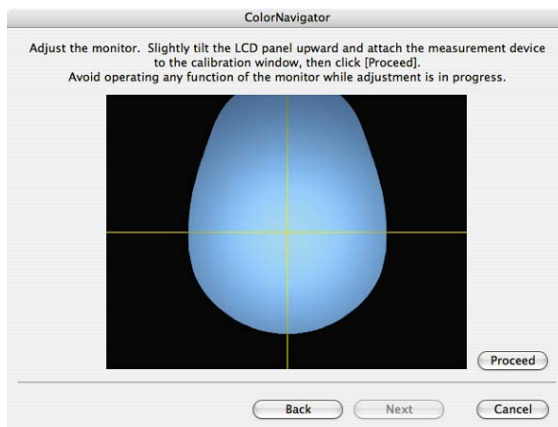 ColorNavigator
Adjust the monitor. Slightly tilt the LCD panel upward and attach the measurement device
to the calibration window, then click [Proceed].
Avoid operating any function of the monitor while adjustment is in progress.
Proceed
Back
Next
Cancel